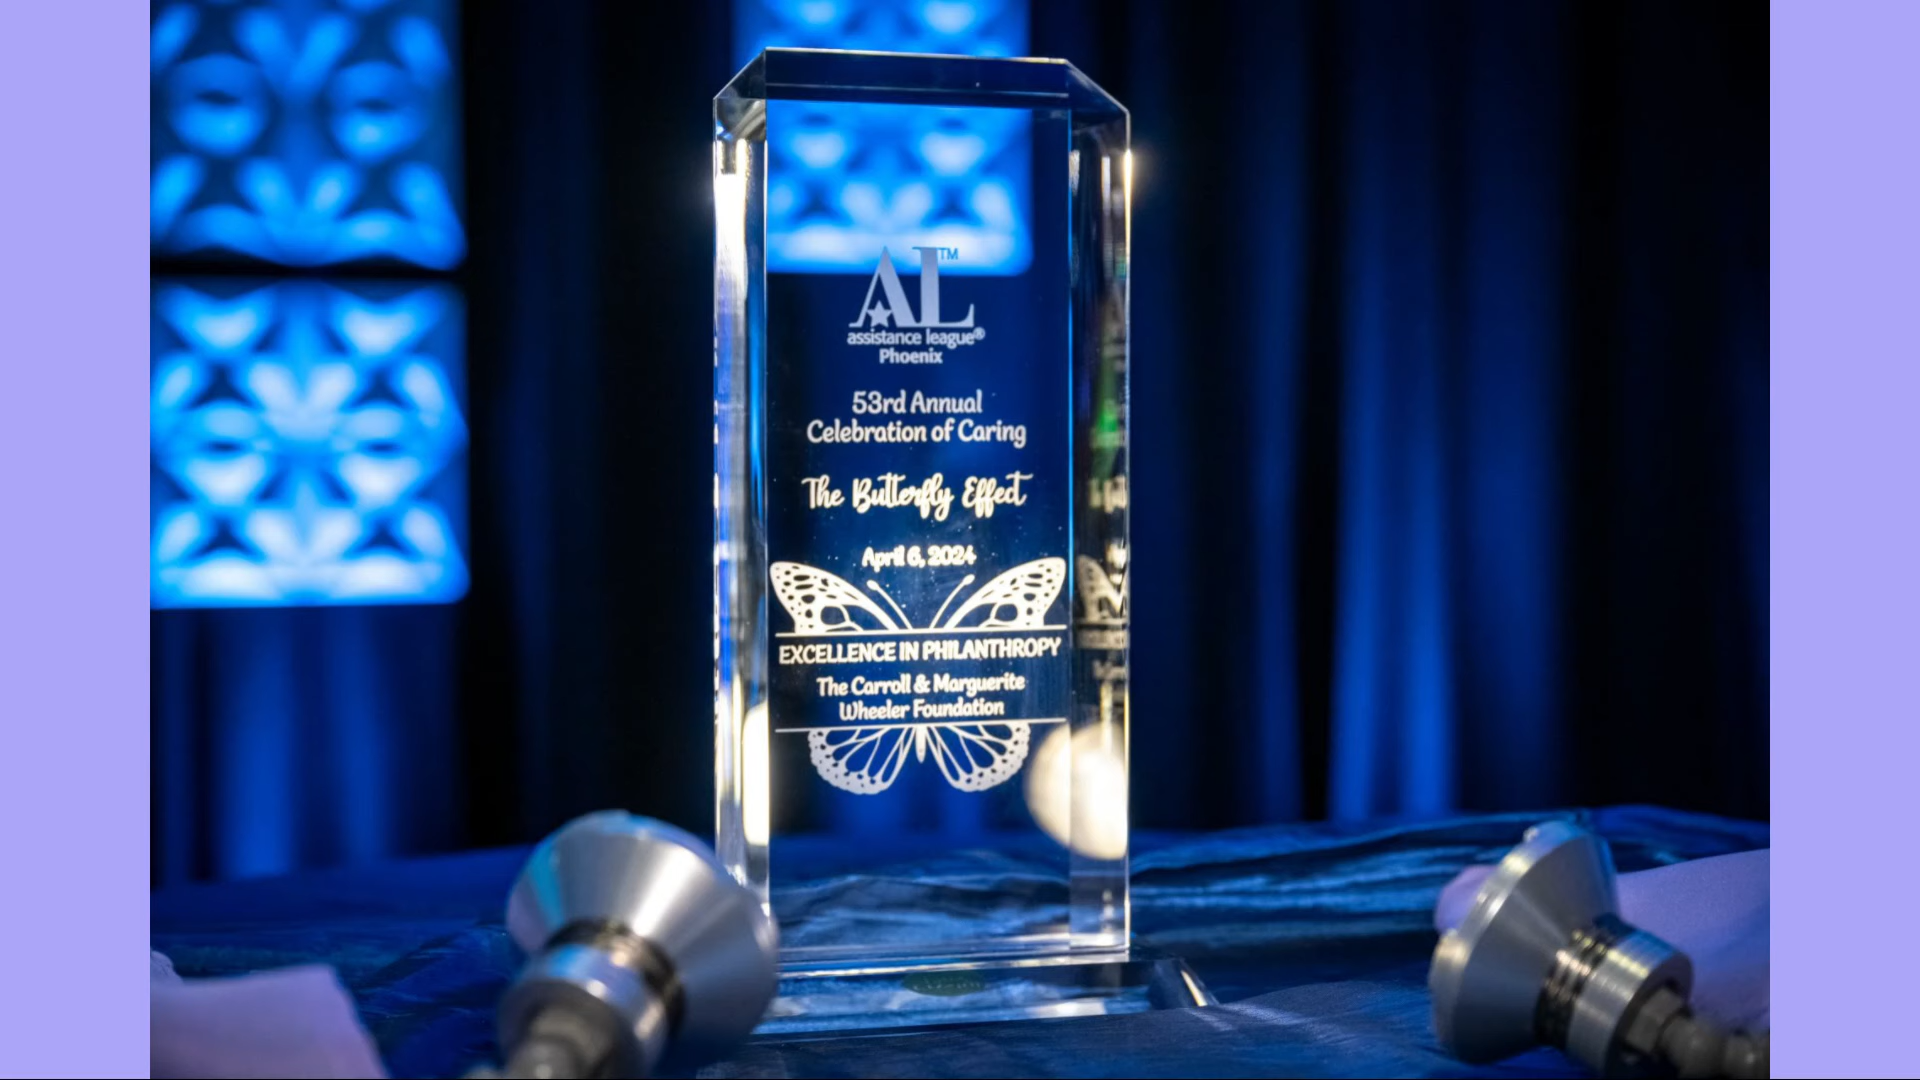 AL™
assistance league®
Phoenix
53rd Annual
Celebration of Caring
The Butterfly Effect
April 6, 2024
EXCELLENCE IN PHILANTHROPY
The Carroll & Marguerite
Wheeler Foundation